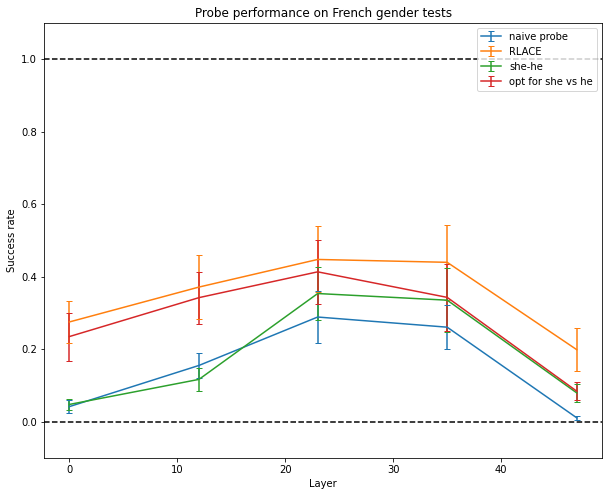 Probe performance on French gender tests
naive probe
RLACE
she-he
opt for she vs he
1.0
0.8
0.6
0.4
0.2
0.0
Success rate
0 10 20 30 40
Layer